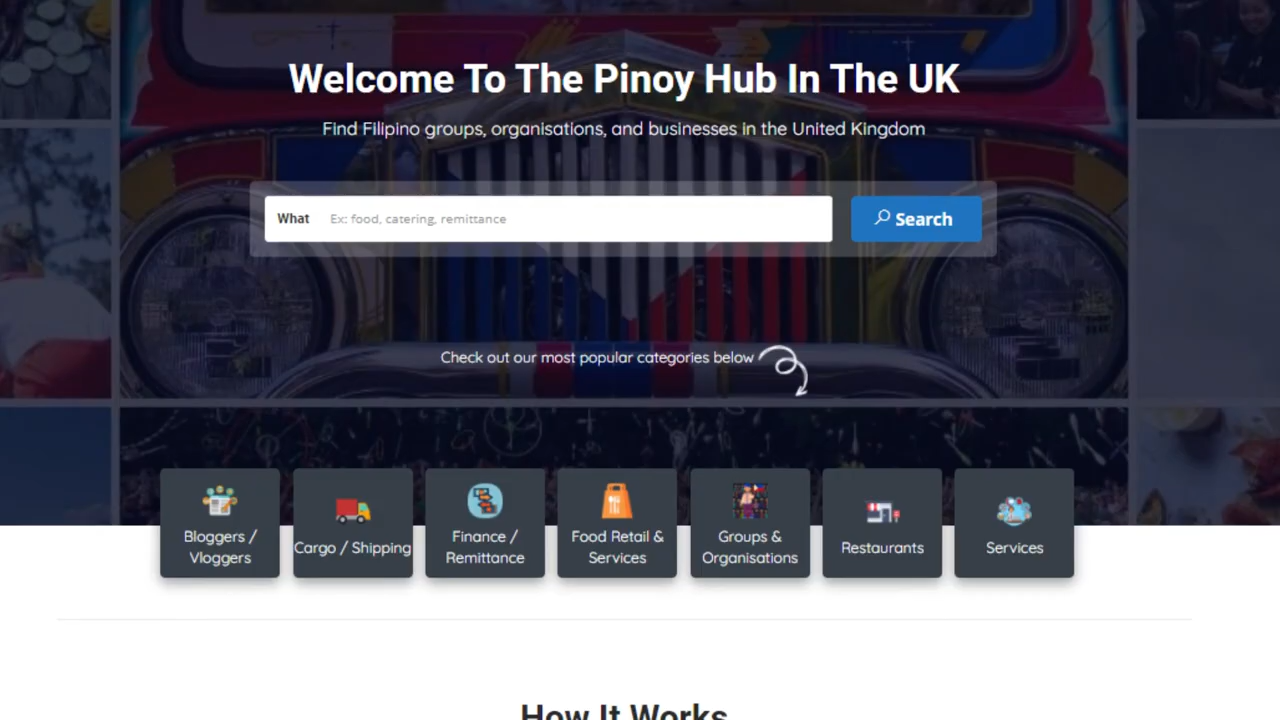 Welcome To The Pinoy Hub In The UK
Find Filipino groups, organisations, and businesses in the United Kingdom
What Ex: food, catering, remittance
Search
Check out our most popular categories below
Bloggers /
Vloggers
Cargo / Shipping
Finance /
Remittance
Food Retail &
Services
Groups &
Organisations
Restaurants
Services
How It Works